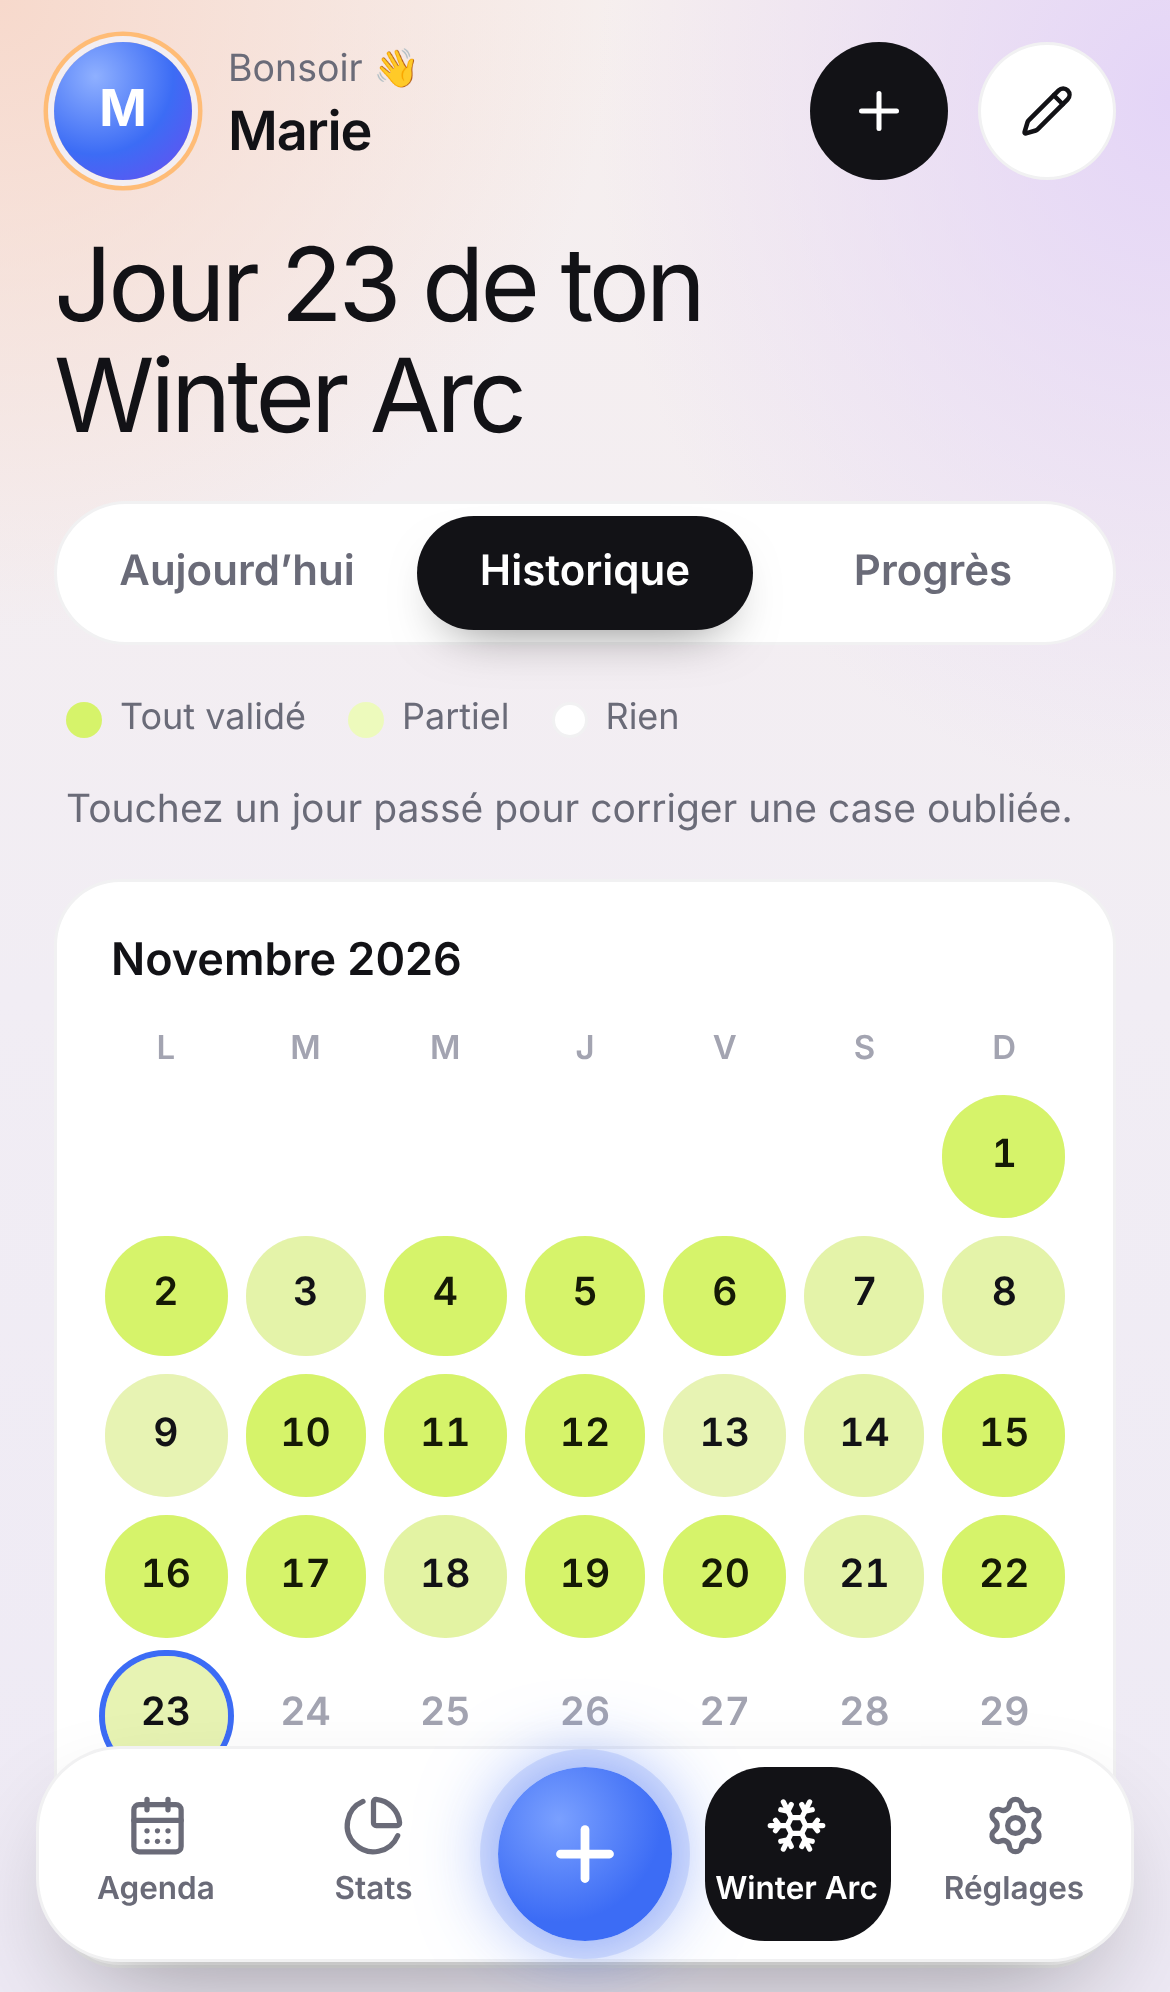 M
Bonsoir 👋
Marie
Jour 23 de ton
Winter Arc
Aujourd’hui Historique Progrès
Tout validé Partiel Rien
Touchez un jour passé pour corriger une case oubliée.
Novembre 2026
L M M J V S D
1
2 3 4 5 6 7 8
9 10 11 12 13 14 15
16 17 18 19 20 21 22
23 24 25 26 27 28 29
Agenda Stats Winter Arc Réglages